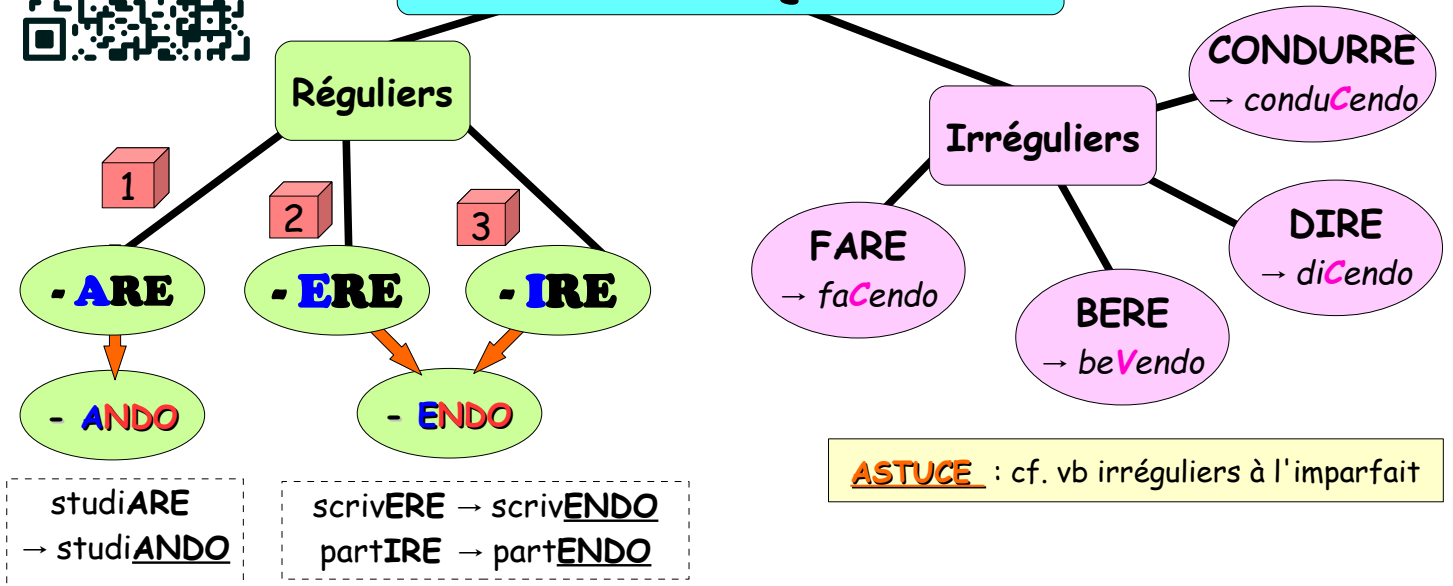 Réguliers
1
2
3
- ARE
- ERE
- IRE
- ANDO
- ENDO
studiARE
→ studiANDO
scrivERE → scrivENDO
partIRE → partENDO
Irréguliers
CONDURRE
→ conduCendo
FARE
→ faCendo
BERE
→ beVendo
DIRE
→ diCendo
ASTUCE : cf. vb irréguliers à l'imparfait